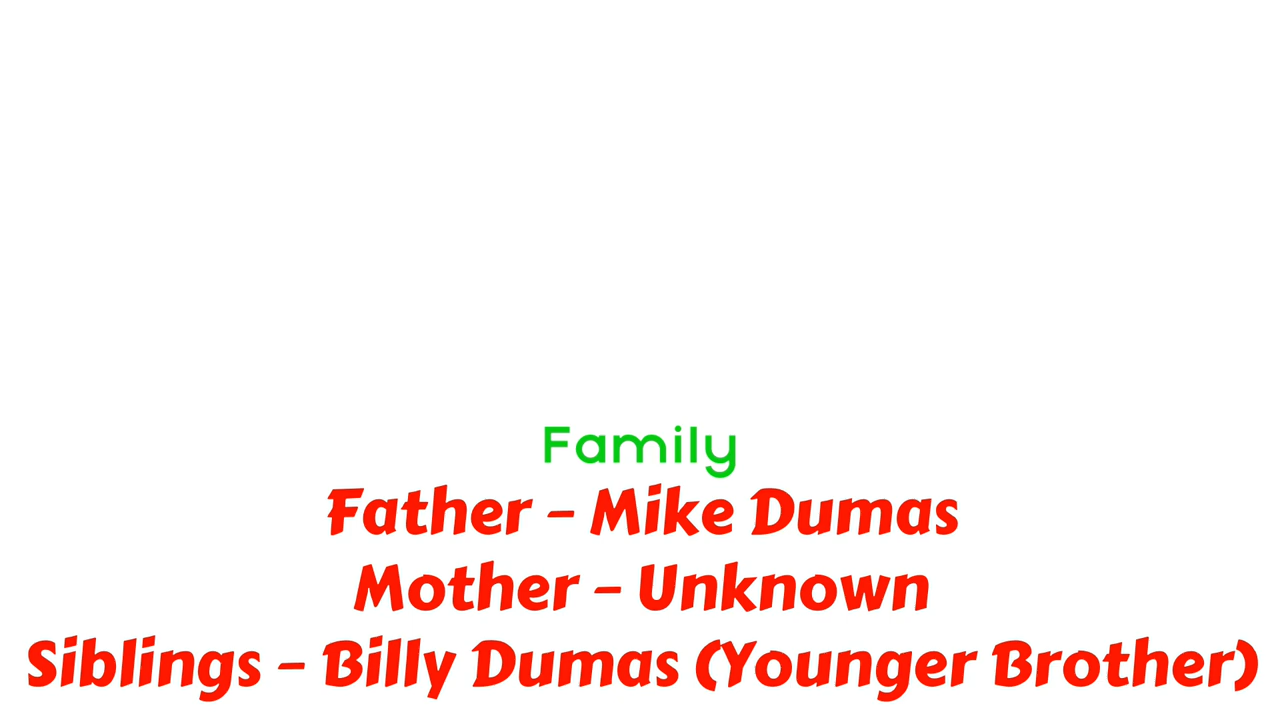 Family
Father - Mike Dumas
Mother - Unknown
Siblings - Billy Dumas (Younger Brother)